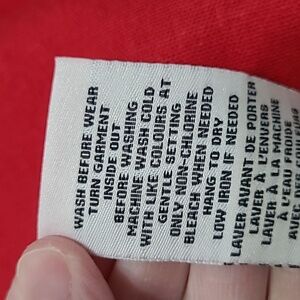 WASH BEFORE WEAR
TURN GARMENT
INSIDE OUT
BEFORE WASHING
MACHINE WASH COLD
WITH LIKE COLOURS AT
GENTLE SETTING
ONLY NON-CHLORINE
BLEACH WHEN NEEDED
HANG TO DRY
LOW IRON IF NEEDED
LAVER AVANT DE PORTER
LAVER À L'ENVERS
LAVER À LA MACHINE
À L'EAU FROIDE
AVEC